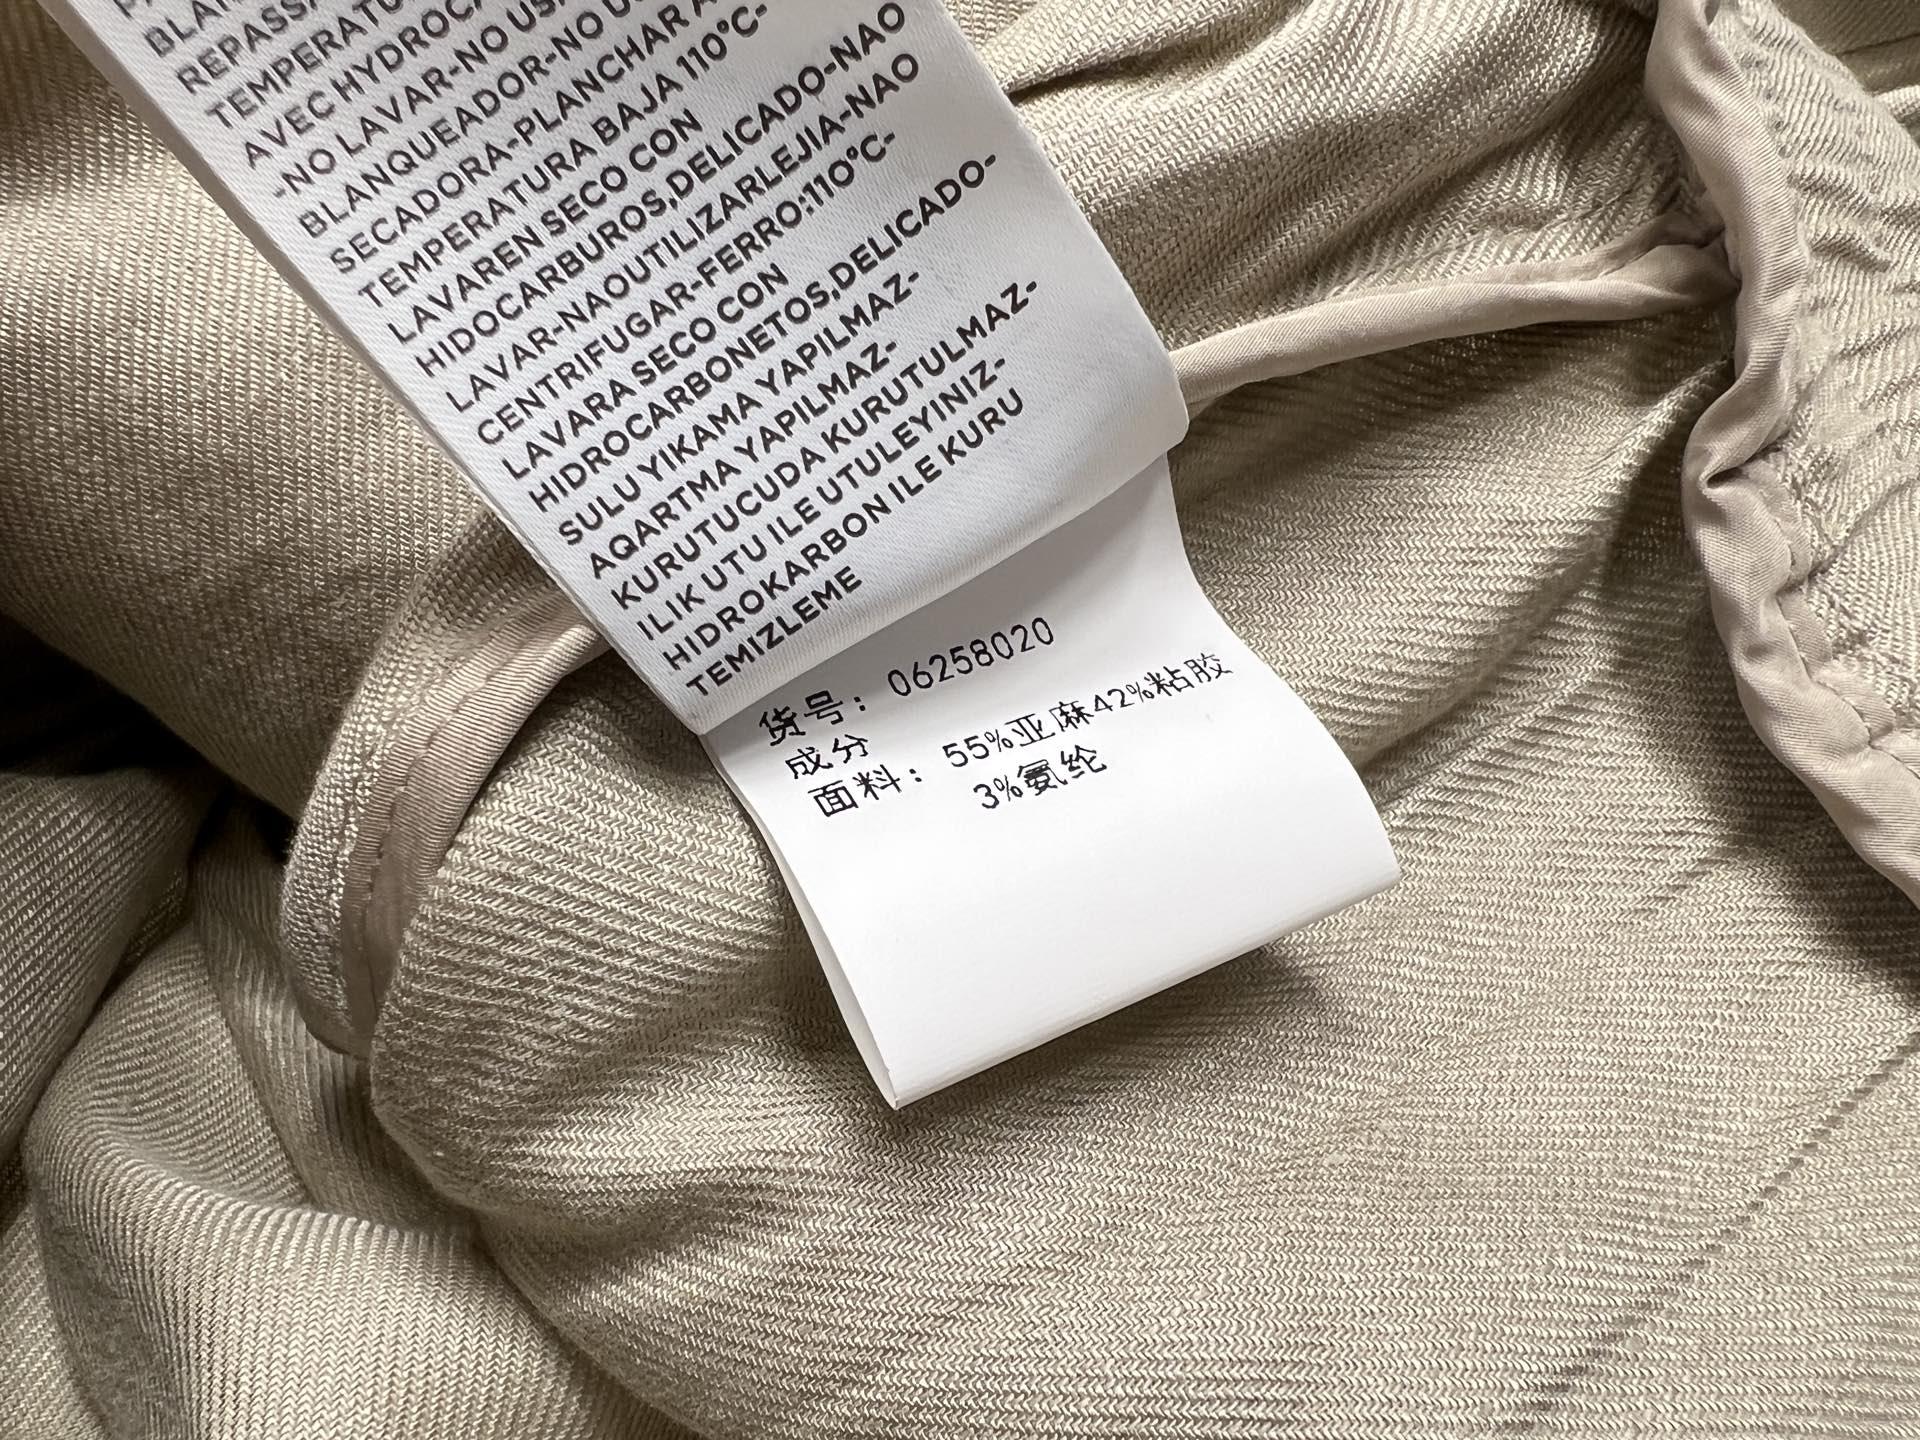 REPASSA
TEMPERATU
AVEC HYDROCA
-NO LAVAR-NO US
BLANQUEADOR-NO U
SECADORA-PLANCHAR A
TEMPERATURA BAJA 110°C-
LAVAREN SECO CON
HIDOCARBUROS,DELICADO-NAO
LAVAR-NAOUTILIZARLEJIA-NAO
CENTRIFUGAR-FERRO:110°C-
LAVARA SECO CON
HIDROCARBONETOS,DELICADO-
SULU YIKAMA YAPILMAZ-
AQARTMA YAPILMAZ-
KURUTUCUDA KURUTULMAZ-
ILIK UTU ILE UTULEYINIZ-
HIDROKARBON ILE KURU
TEMIZLEME
货号：06258020
成分
面料：55%亚麻42%粘胶
3%氨纶